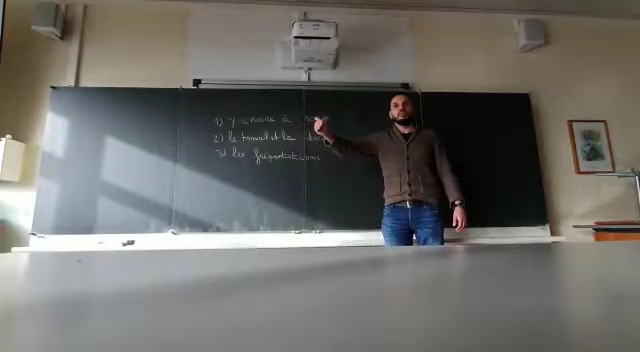 1) Y CROIRE à
2) le travail et la
3) les fréquentations